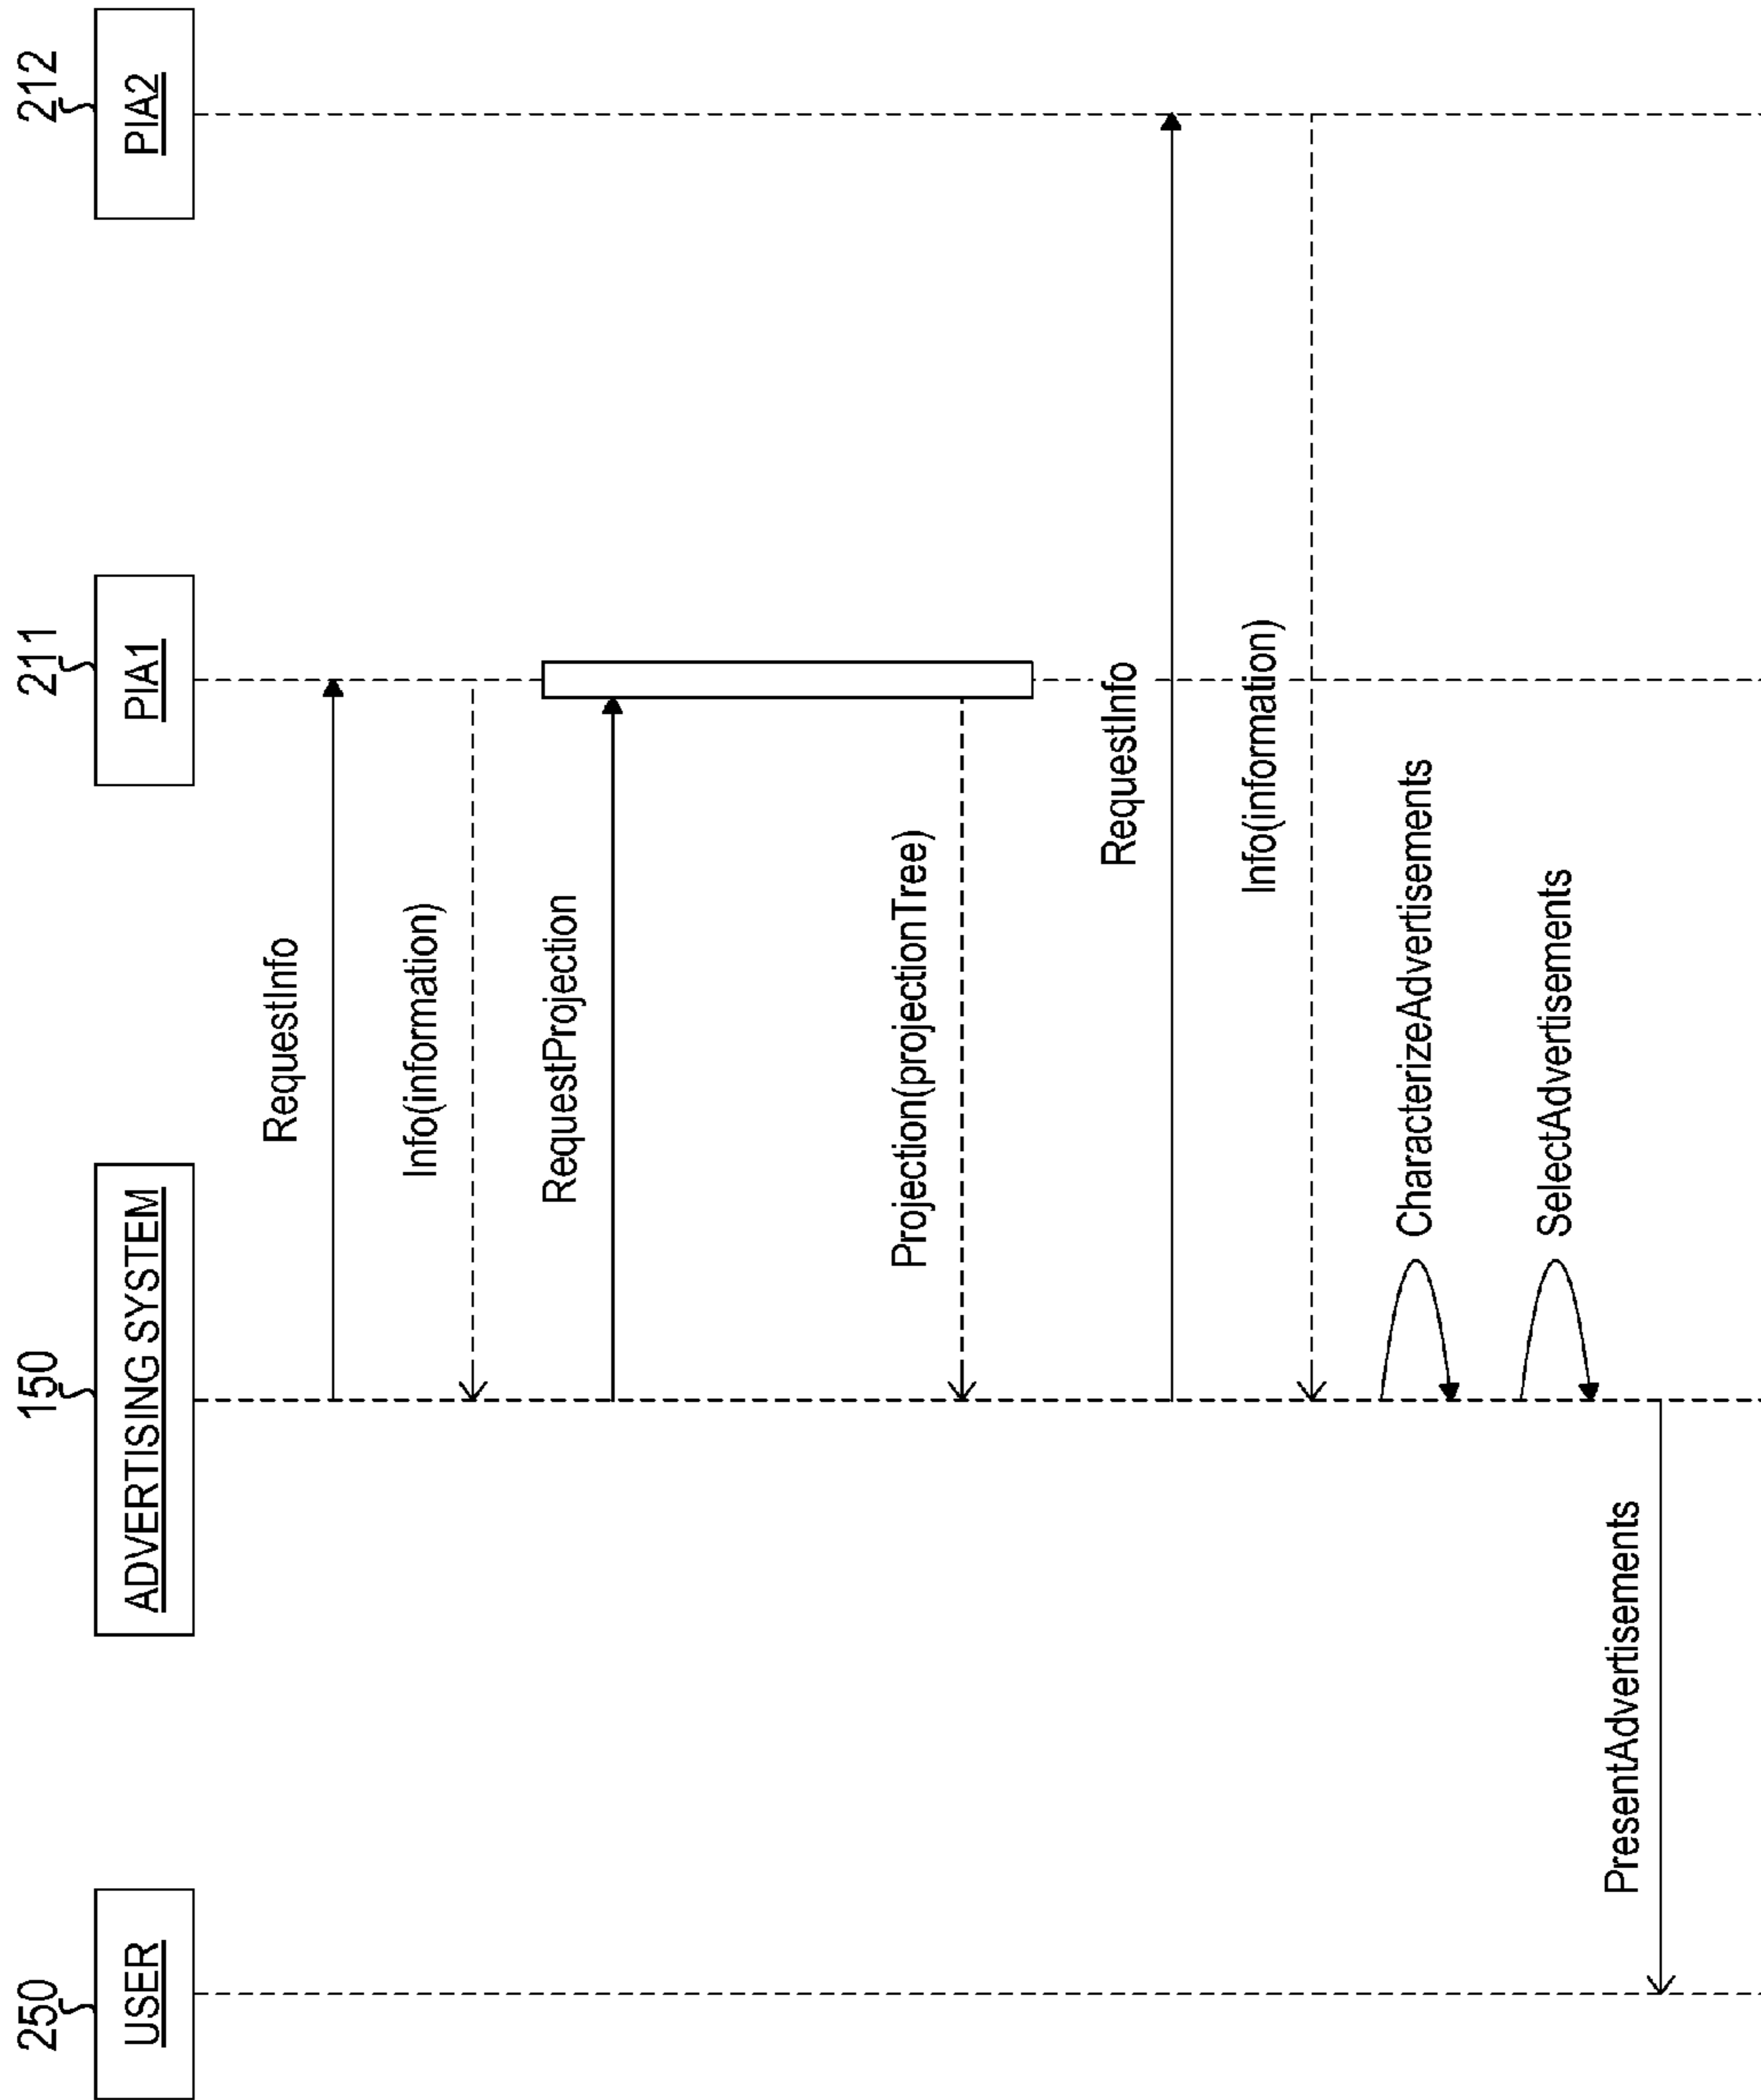 250
150
211
212
USER
ADVERTISING SYSTEM
PIA1
PIA2
RequestInfo
Info(information)
RequestProjection
Projection(projectionTree)
RequestInfo
Info(information)
CharacterizeAdvertisements
SelectAdvertisements
PresentAdvertisements